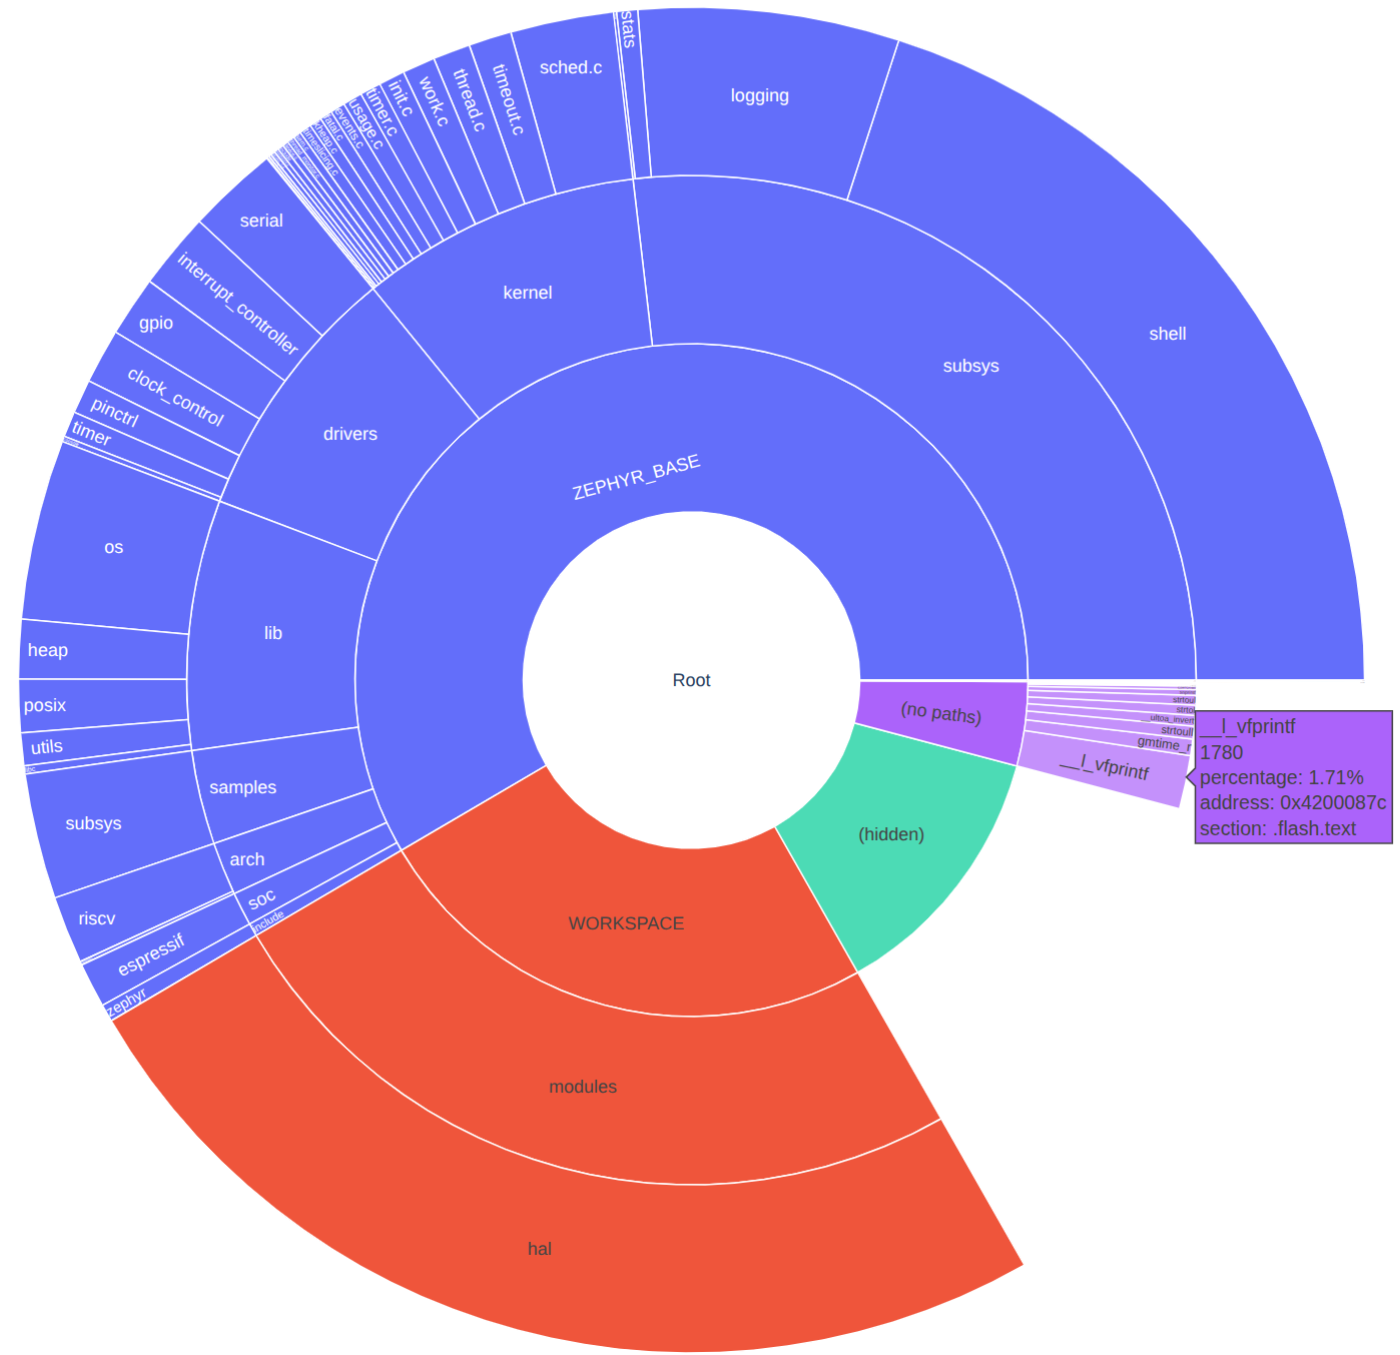 Root
ZEPHYR_BASE
subsys
shell
logging
stats
kernel
sched.c
timeout.c
thread.c
work.c
init.c
timer.c
usage.c
events.c
drivers
serial
interrupt_controller
gpio
clock_control
pinctrl
timer
lib
os
heap
posix
utils
samples
subsys
arch
riscv
soc
espressif
include
zephyr
WORKSPACE
modules
hal
(hidden)
(no paths)
strtoull
gmtime_r
__l_vfprintf
__l_vfprintf
1780
percentage: 1.71%
address: 0x4200087c
section: .flash.text